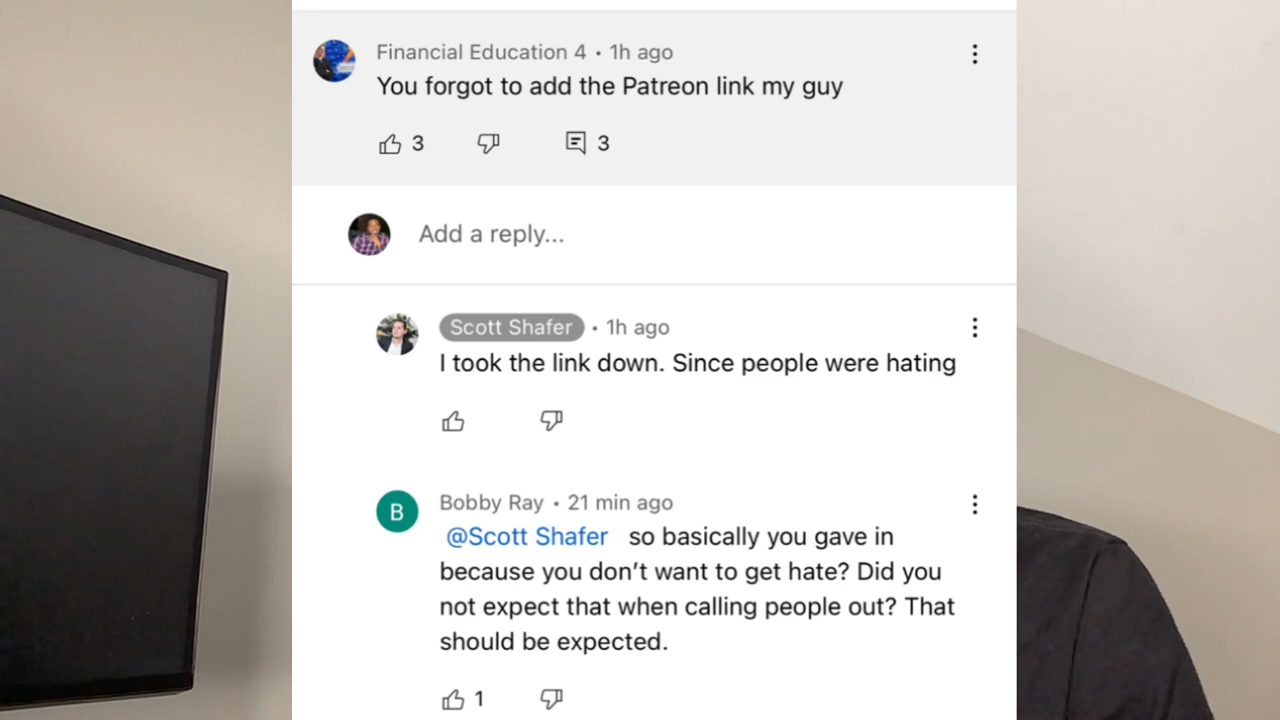 Financial Education 4 • 1h ago
You forgot to add the Patreon link my guy
3 3
Add a reply...
Scott Shafer • 1h ago
I took the link down. Since people were hating
B Bobby Ray • 21 min ago
@Scott Shafer so basically you gave in
because you don't want to get hate? Did you
not expect that when calling people out? That
should be expected.
1